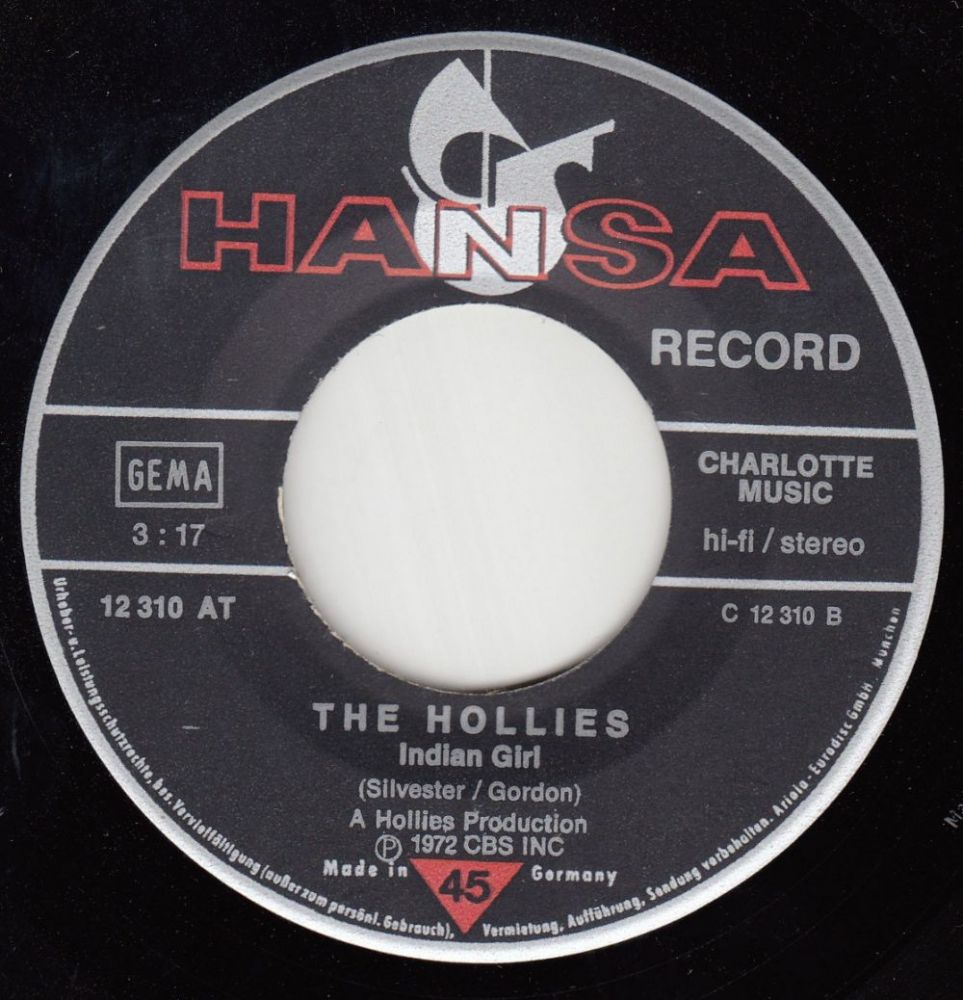 HANSA
RECORD
GEMA
3 : 17
CHARLOTTE
MUSIC
hi-fi / stereo
12 310 AT
C 12 310 B
THE HOLLIES
Indian Girl
(Silvester / Gordon)
A Hollies Production
Ⓟ 1972 CBS INC
Made in 45 Germany
Urheber- u. Leistungsschutzrechte, bes. Vervielfältigung (außer zum persönl. Gebrauch), Vermietung, Aufführung, Sendung vorbehalten. Ariola-Eurodisc GmbH. München